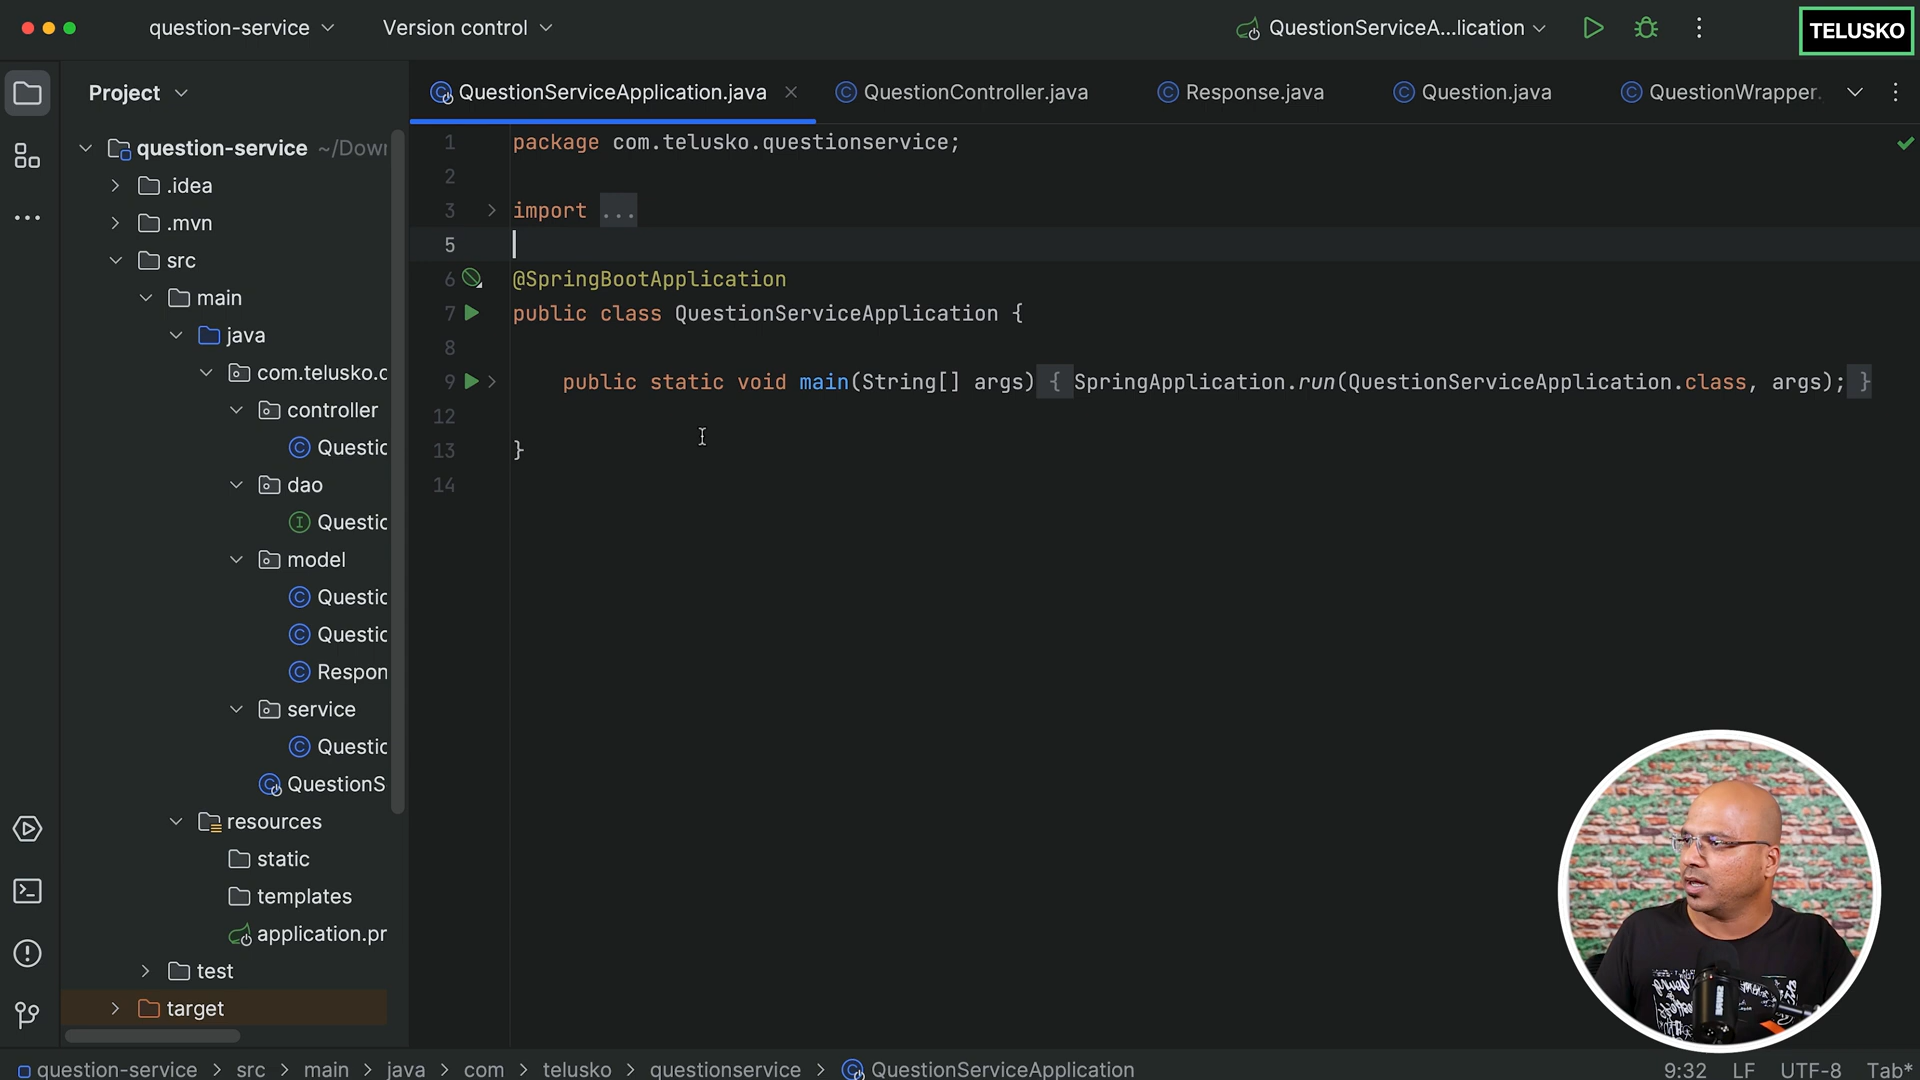 question-service
Version control
QuestionServiceA...lication
TELUSKO
Project
QuestionServiceApplication.java
QuestionController.java
Response.java
Question.java
QuestionWrapper.
question-service ~/Dowr
.idea
.mvn
src
main
java
com.telusko.c
controller
Questic
dao
Questic
model
Questic
Questic
Respon
service
Questic
QuestionS
resources
static
templates
application.pr
test
target
1 package com.telusko.questionservice;
2
3 import ...
5
6 @SpringBootApplication
7 public class QuestionServiceApplication {
8
9 public static void main(String[] args) { SpringApplication.run(QuestionServiceApplication.class, args); }
12
13 }
14
question-service > src > main > java > com > telusko > questionservice > QuestionServiceApplication
9:32 LF UTF-8 Tab*